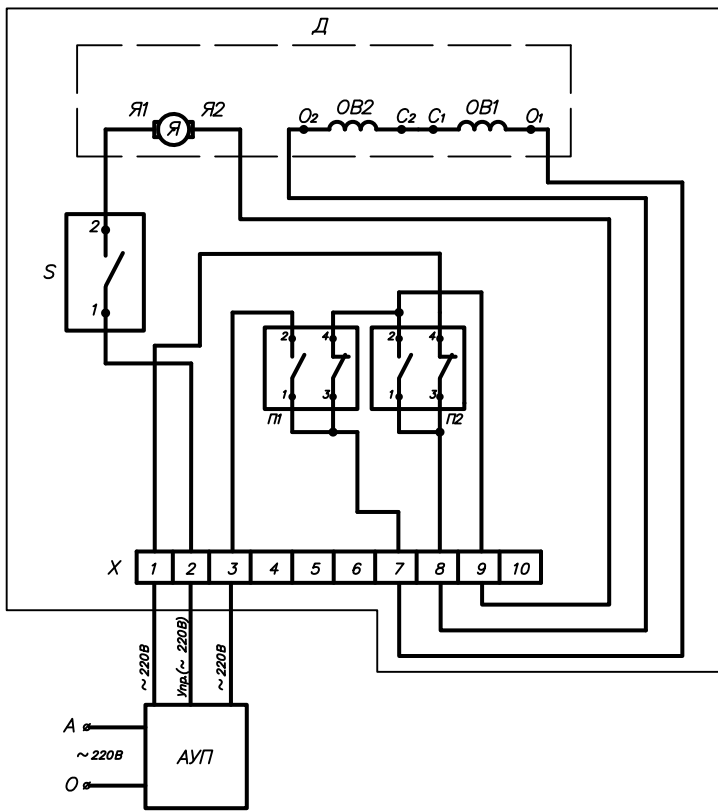 Д
Я1 Я Я2 О2 ОВ2 С2 С1 ОВ1 О1
S 2
1
2 4 2 4
1 3 1 3
П1 П2
X 1 2 3 4 5 6 7 8 9 10
~ 220В Упр.(~ 220В) ~ 220В
А
~ 220В АУП
О